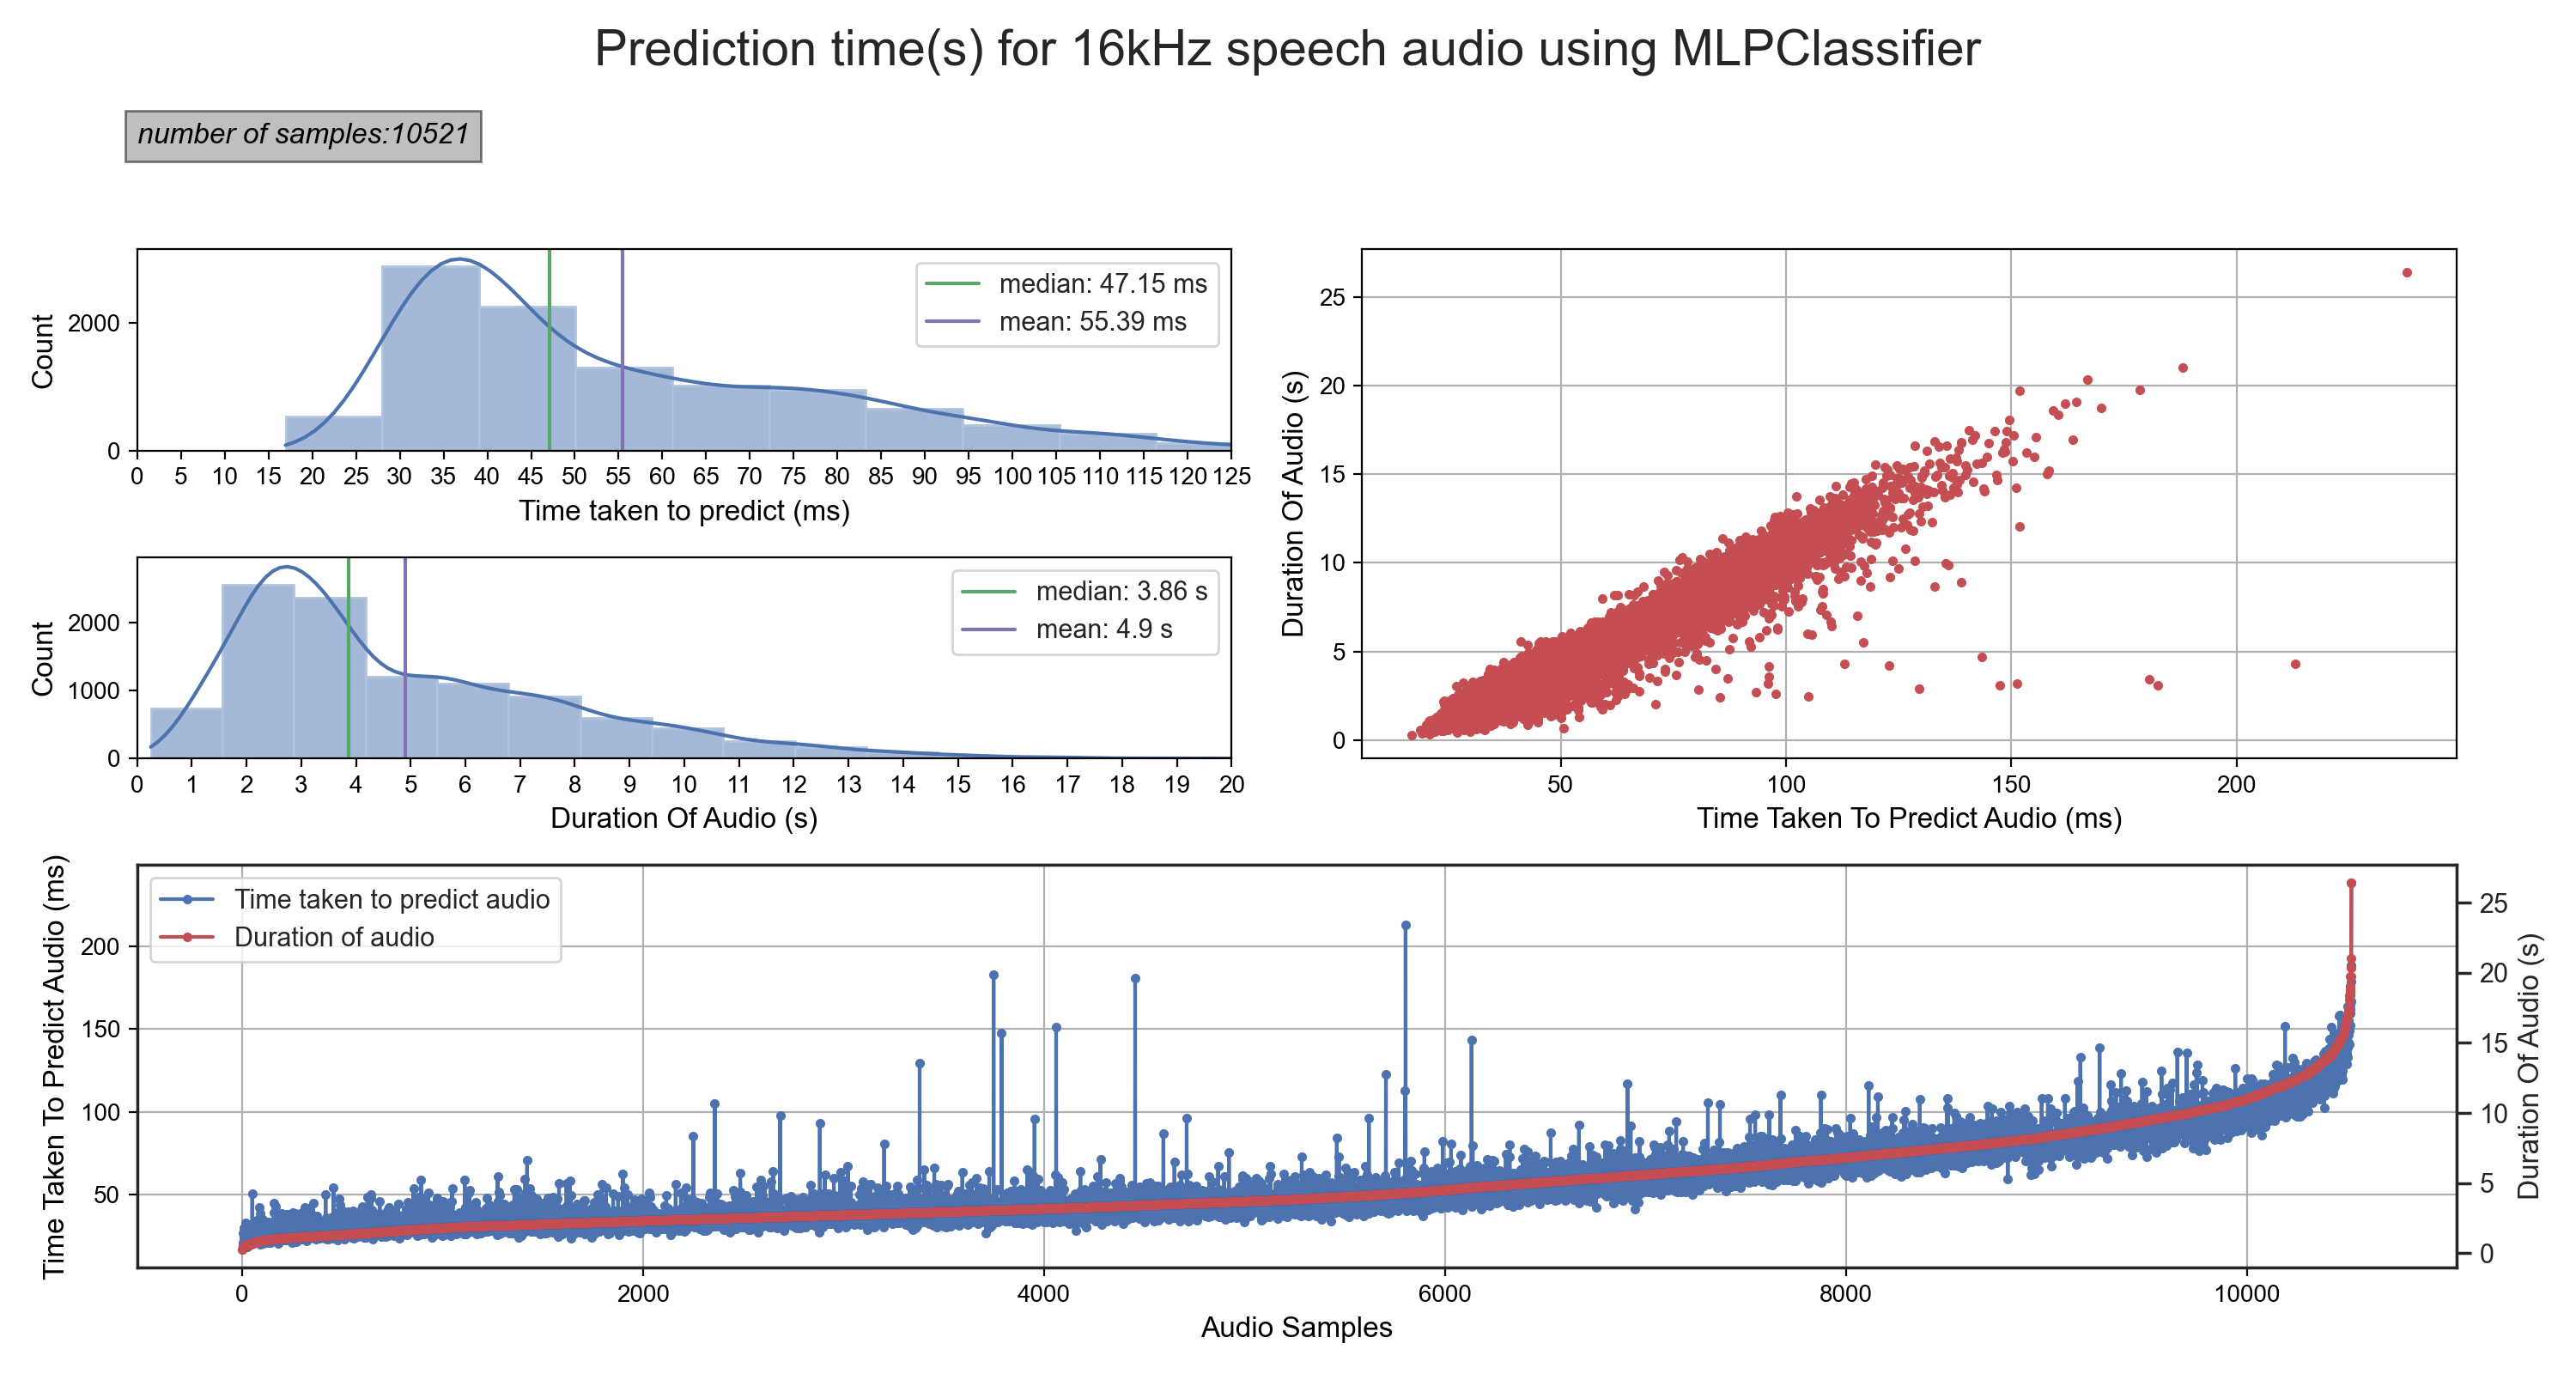 Prediction time(s) for 16kHz speech audio using MLPClassifier
number of samples:10521
Count
2000
0
median: 47.15 ms
mean: 55.39 ms
0 5 10 15 20 25 30 35 40 45 50 55 60 65 70 75 80 85 90 95 100 105 110 115 120 125
Time taken to predict (ms)
Count
2000
1000
0
median: 3.86 s
mean: 4.9 s
0 1 2 3 4 5 6 7 8 9 10 11 12 13 14 15 16 17 18 19 20
Duration Of Audio (s)
Duration Of Audio (s)
25
20
15
10
5
0
50 100 150 200
Time Taken To Predict Audio (ms)
Time Taken To Predict Audio (ms)
200
150
100
50
Time taken to predict audio
Duration of audio
25
20
15
10
5
0
Duration Of Audio (s)
0 2000 4000 6000 8000 10000
Audio Samples